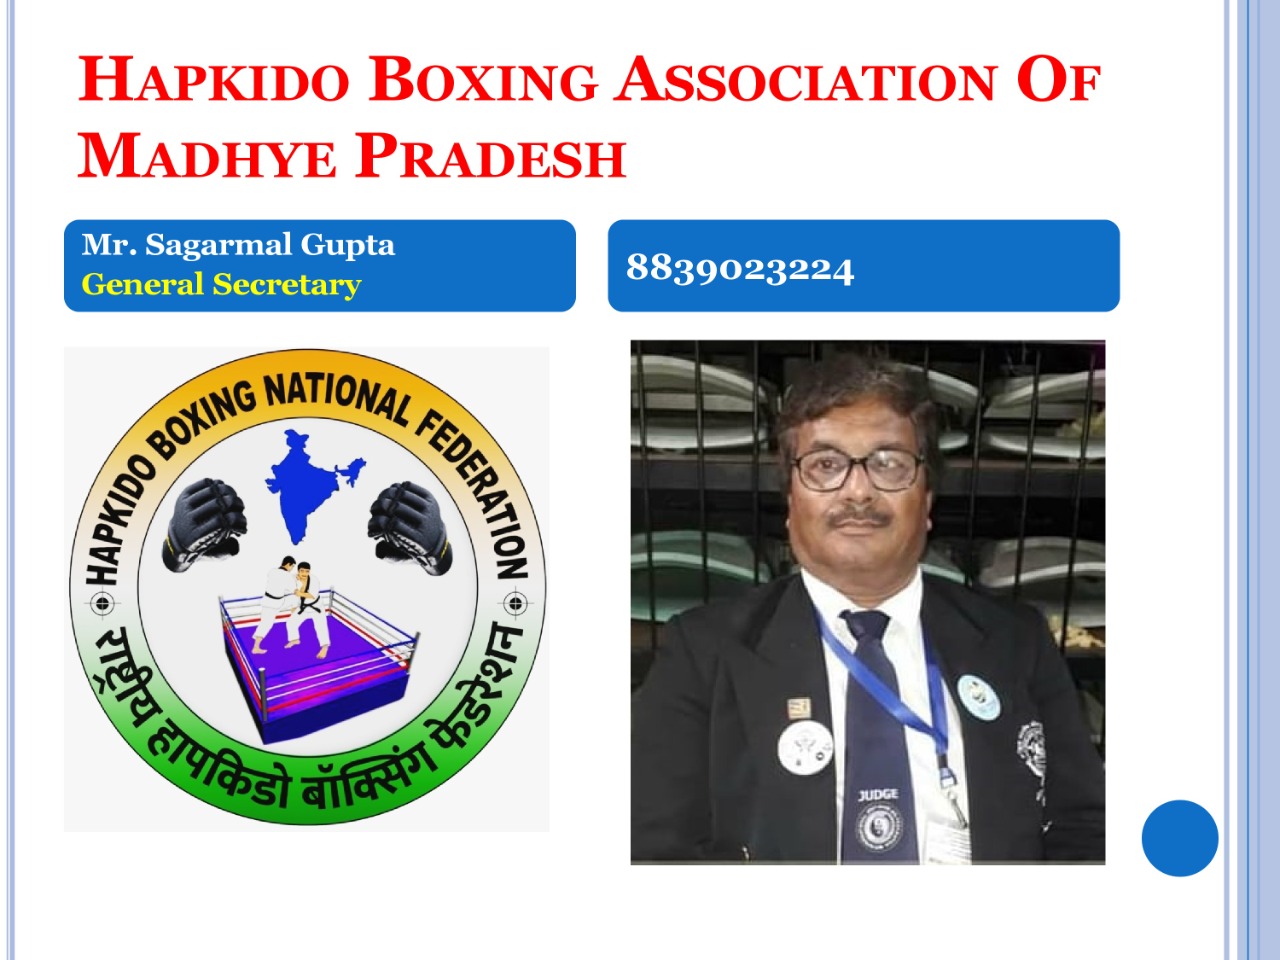 Hapkido Boxing Association Of
Madhye Pradesh
Mr. Sagarmal Gupta
General Secretary
8839023224
HAPKIDO BOXING NATIONAL FEDERATION
राष्ट्रीय हापकिडो बॉक्सिंग फेडरेशन
JUDGE